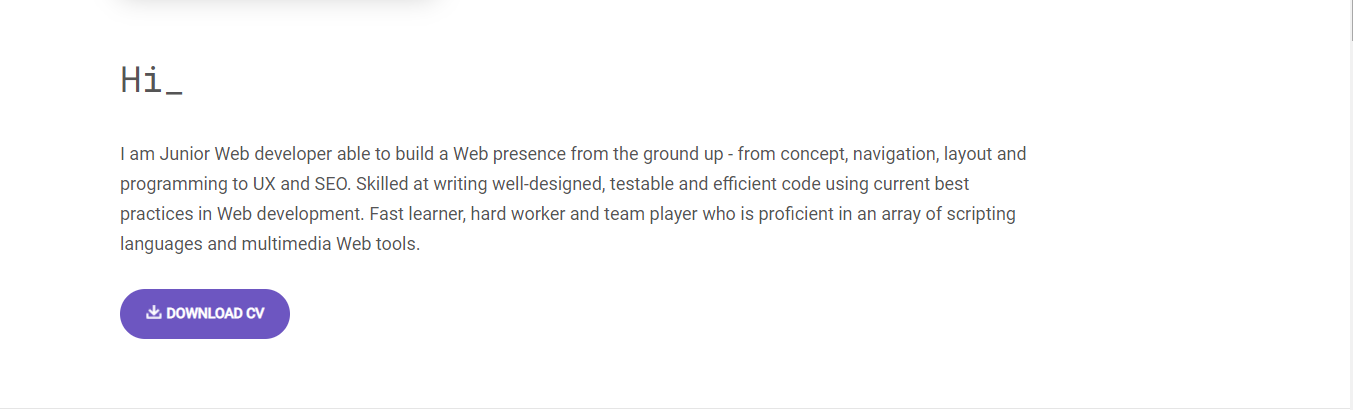 Hi_
I am Junior Web developer able to build a Web presence from the ground up - from concept, navigation, layout and
programming to UX and SEO. Skilled at writing well-designed, testable and efficient code using current best
practices in Web development. Fast learner, hard worker and team player who is proficient in an array of scripting
languages and multimedia Web tools.
DOWNLOAD CV